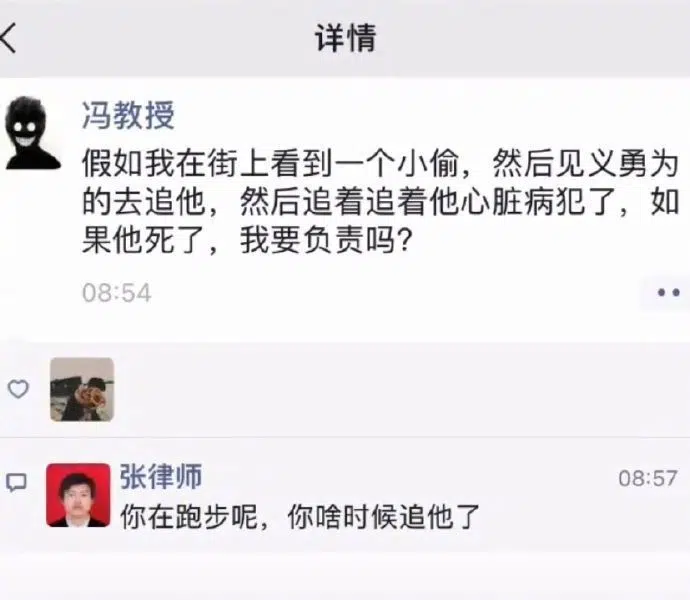 详情
冯教授
假如我在街上看到一个小偷，然后见义勇为
的去追他，然后追着追着他心脏病犯了，如
果他死了，我要负责吗?
08:54
张律师
08:57
你在跑步呢，你啥时候追他了